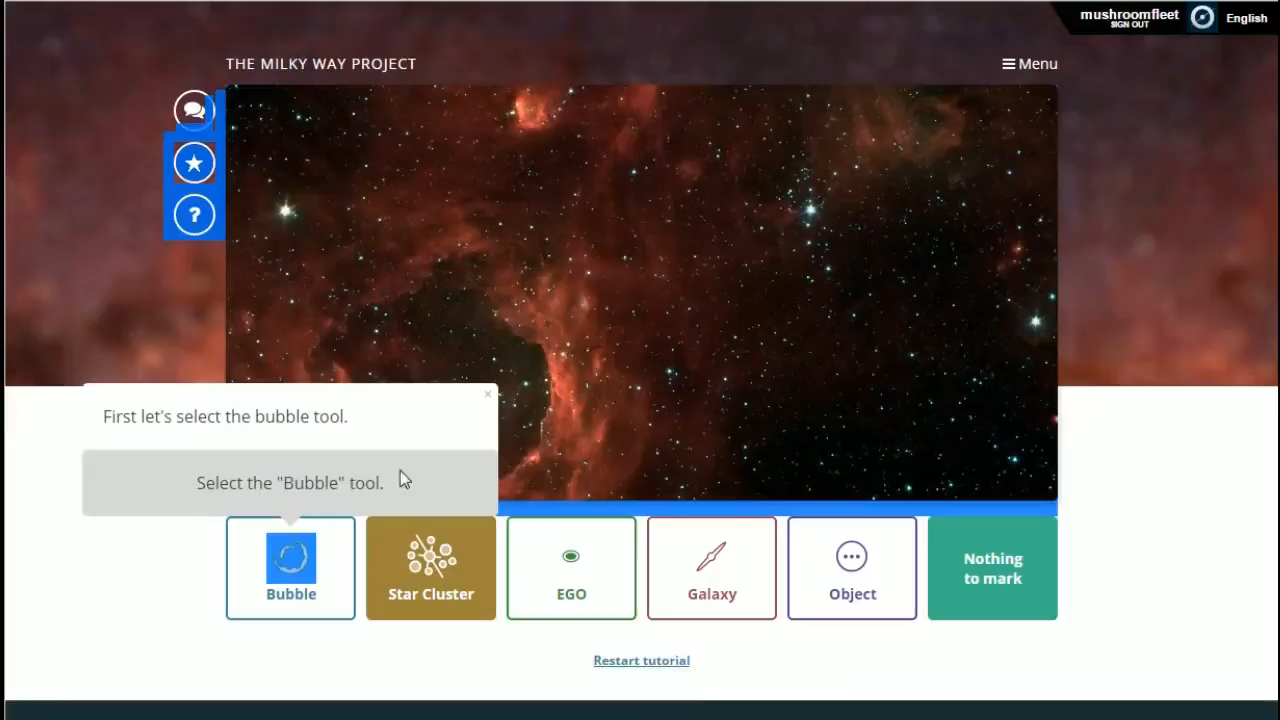 mushroomfleet
SIGN OUT
English
THE MILKY WAY PROJECT
Menu
?
First let's select the bubble tool.
×
Select the "Bubble" tool.
Bubble
Star Cluster
EGO
Galaxy
Object
Nothing
to mark
Restart tutorial